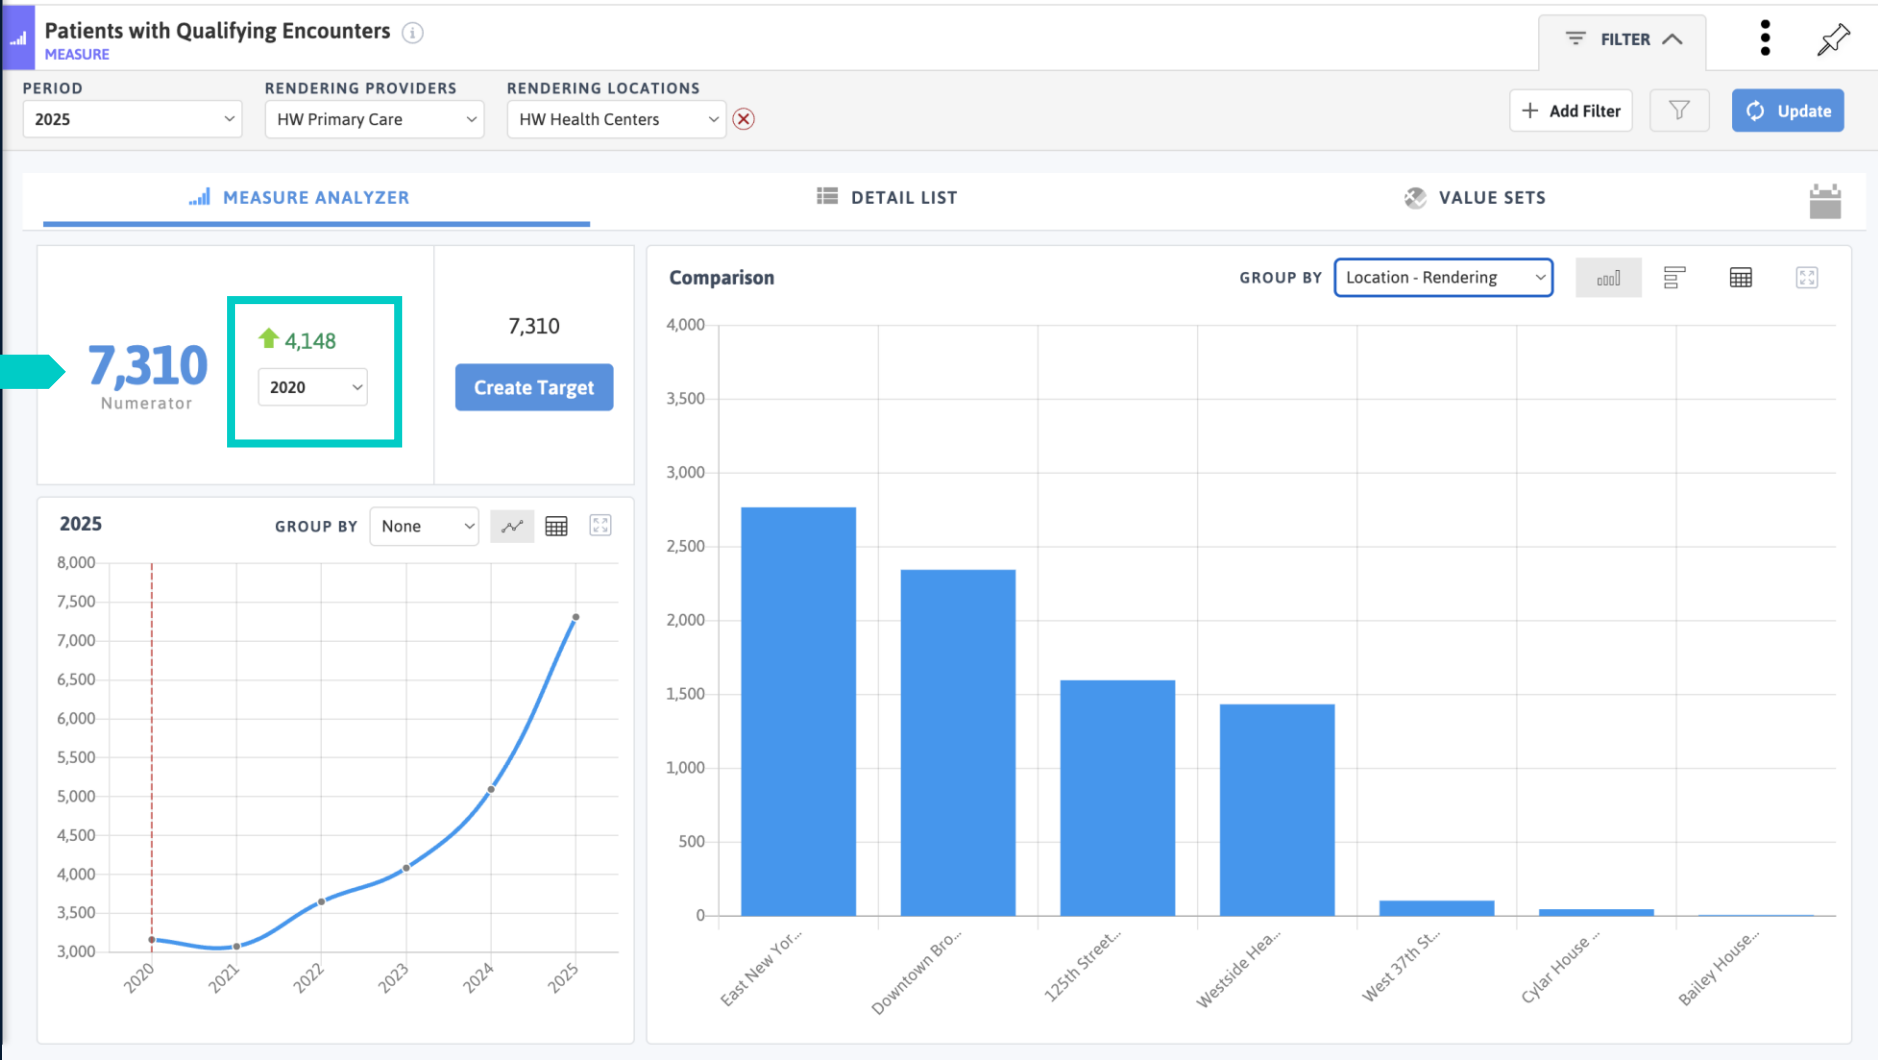 Patients with Qualifying Encounters
MEASURE
FILTER
PERIOD
RENDERING PROVIDERS
RENDERING LOCATIONS
2025
HW Primary Care
HW Health Centers
+ Add Filter
Update
MEASURE ANALYZER
DETAIL LIST
VALUE SETS
7,310
Numerator
4,148
2020
7,310
Create Target
2025
GROUP BY
None
8,000
7,500
7,000
6,500
6,000
5,500
5,000
4,500
4,000
3,500
3,000
2020
2021
2022
2023
2024
2025
Comparison
GROUP BY
Location - Rendering
4,000
3,500
3,000
2,500
2,000
1,500
1,000
500
0
East New Yor...
Downtown Bro...
125th Street...
Westside Hea...
West 37th St...
Cylar House ...
Bailey House...